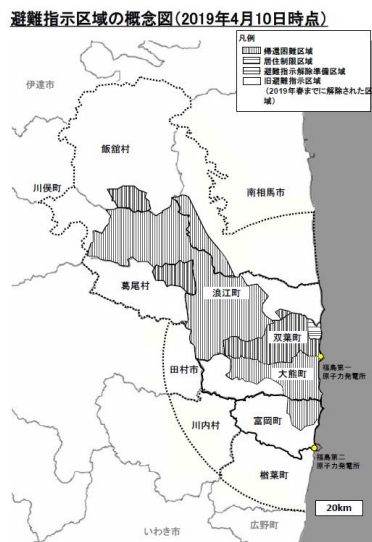 避難指示区域の概念図(2019年4月10日時点)
凡例
帰還困難区域
居住制限区域
避難指示解除準備区域
旧避難指示区域
(2019年春までに解除された区
域)
伊達市
飯舘村
川俣町
南相馬市
葛尾村
浪江町
双葉町
大熊町
福島第一
原子力発電所
田村市
川内村
富岡町
福島第二
原子力発電所
楢葉町
20km
いわき市
広野町